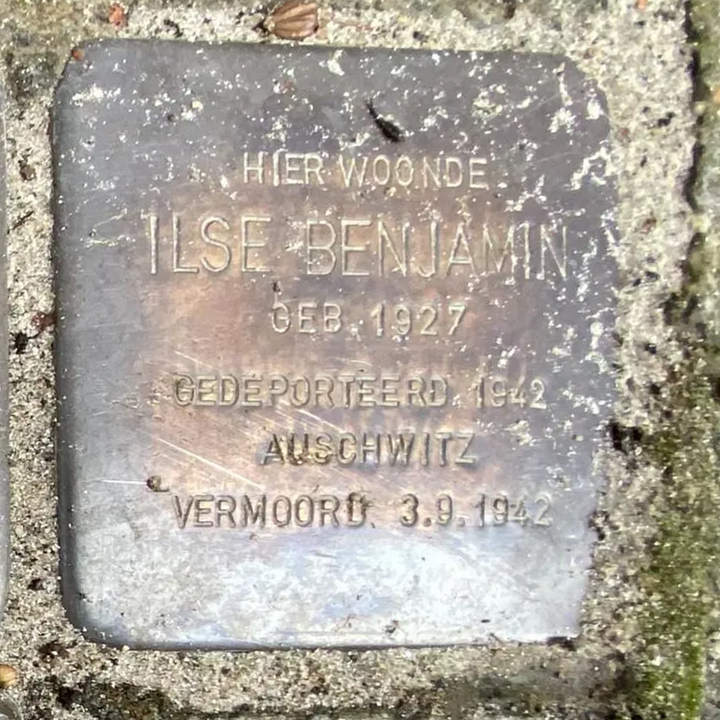 HIER WOONDE
ILSE BENJAMIN
GEB. 1927
GEDEPORTEERD 1942
AUSCHWITZ
VERMOORD 3.9.1942